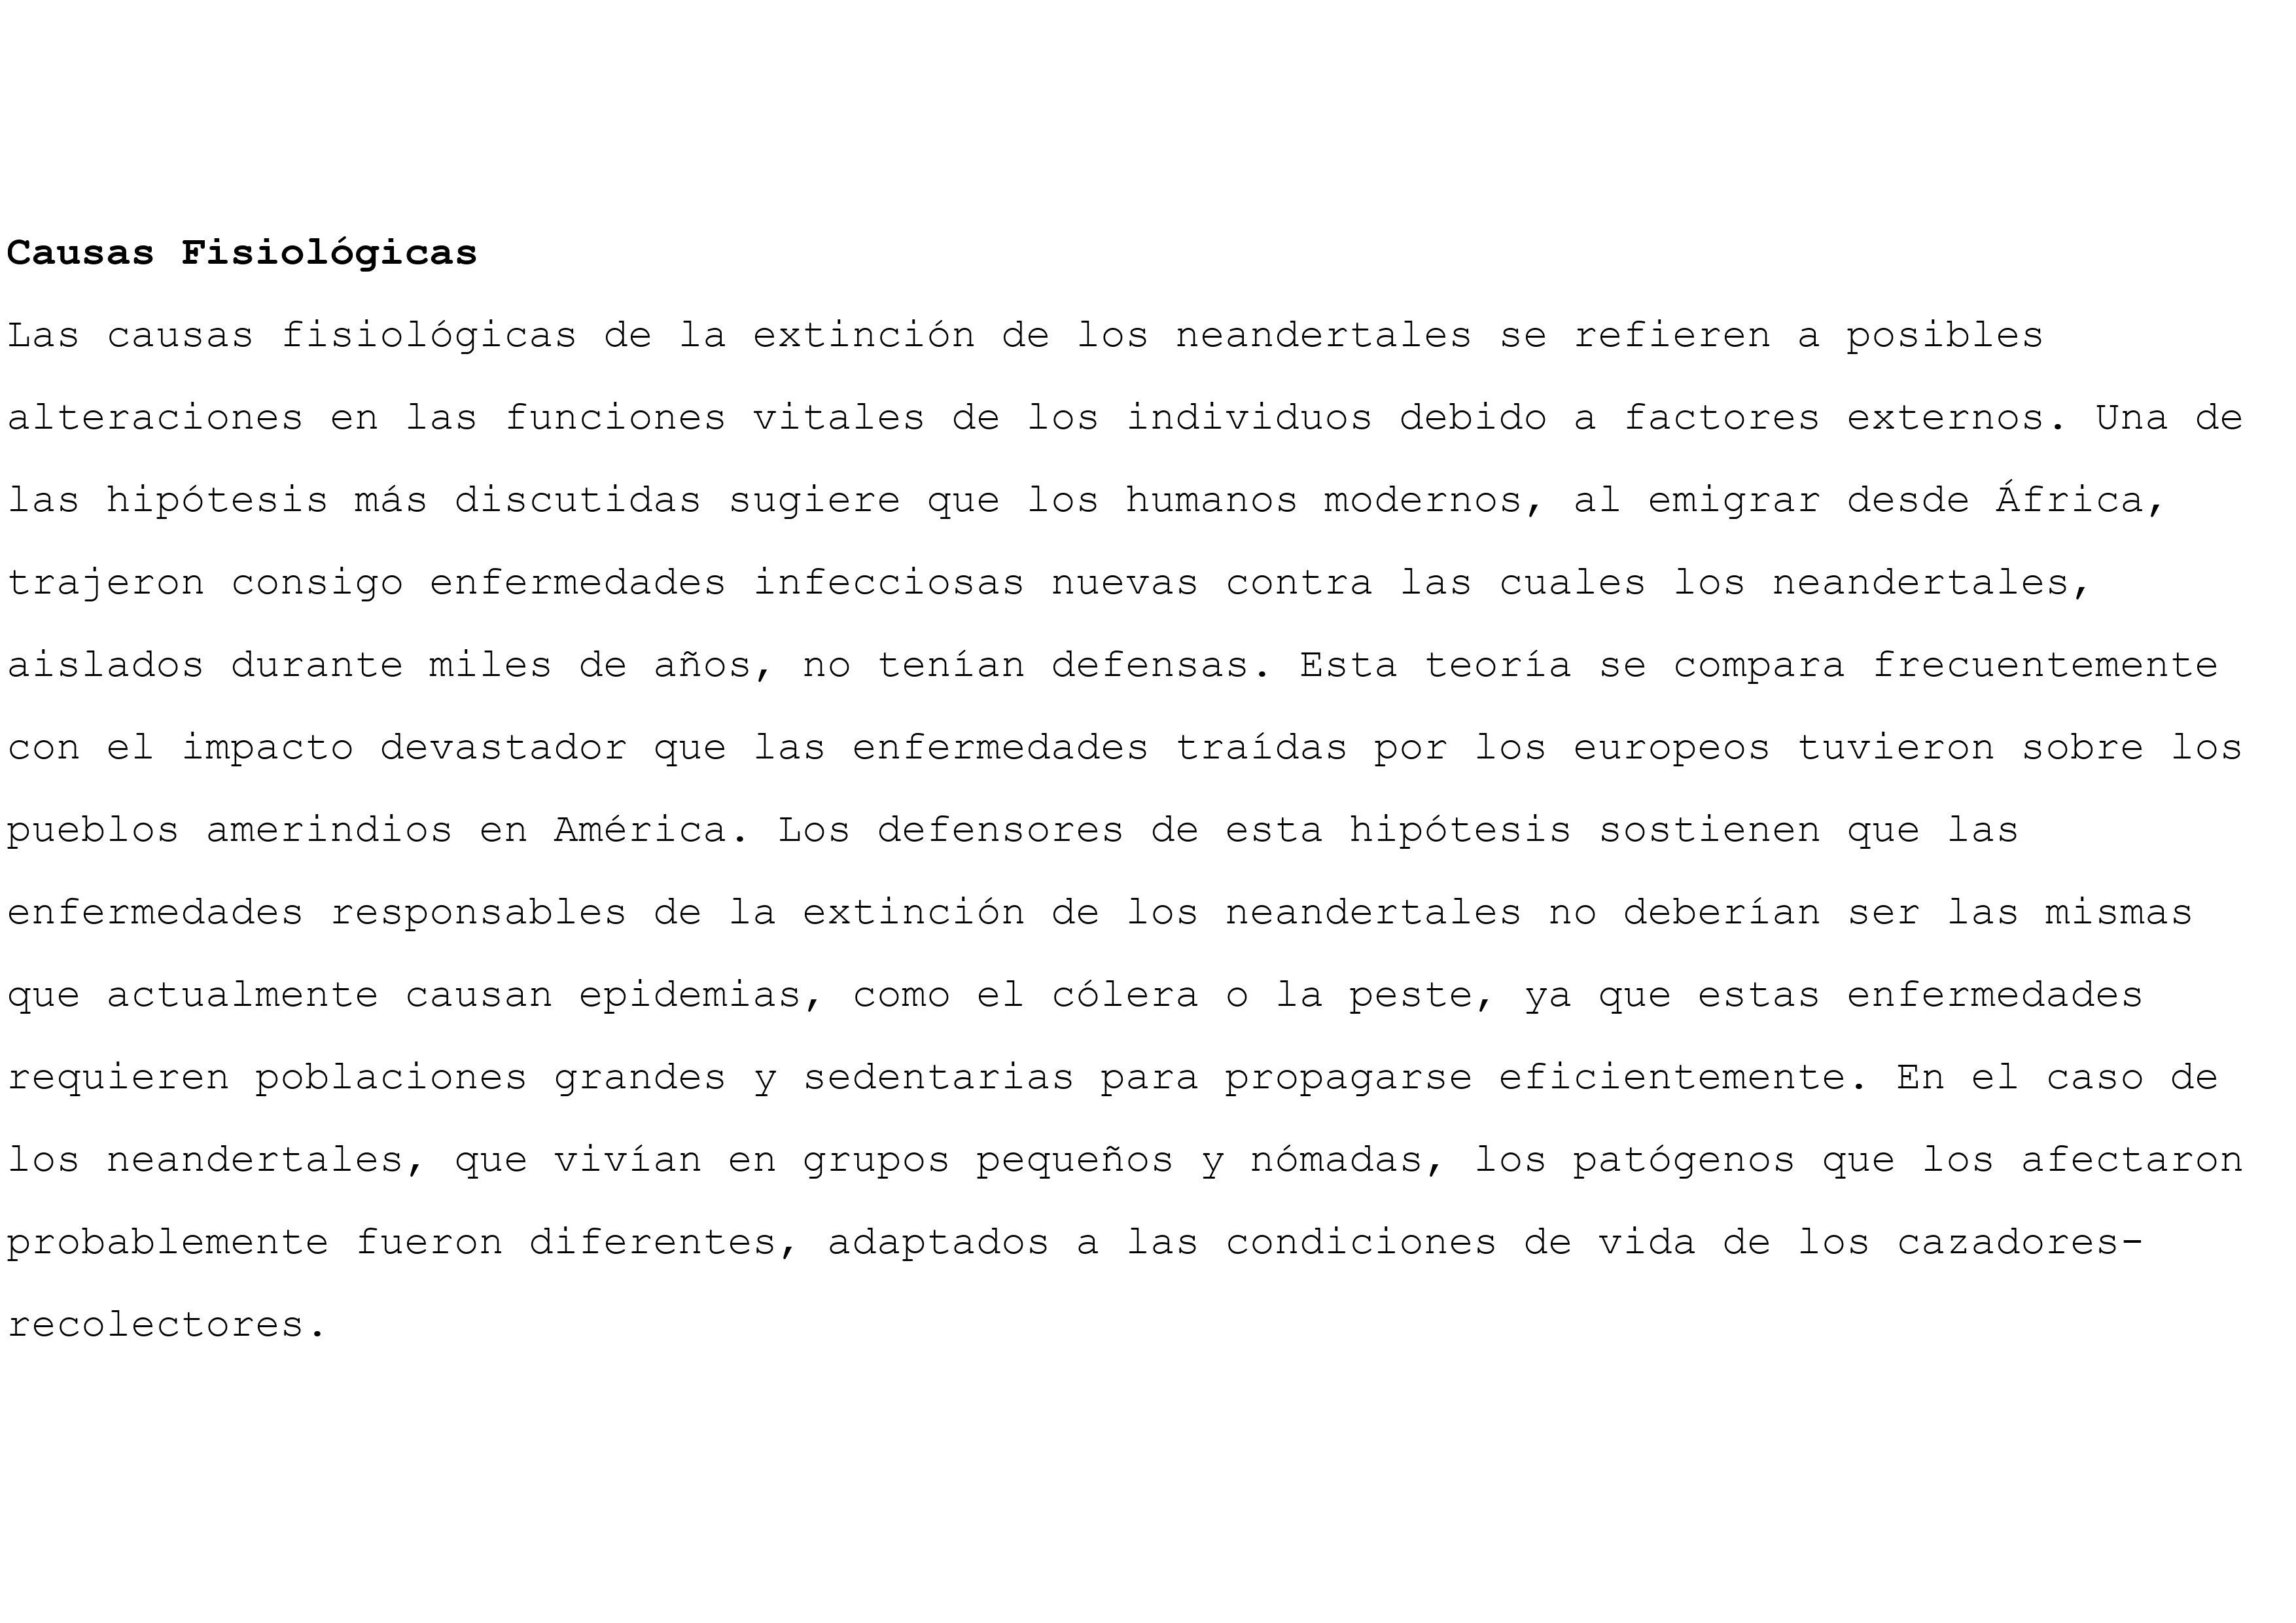 Causas Fisiológicas
Las causas fisiológicas de la extinción de los neandertales se refieren a posibles
alteraciones en las funciones vitales de los individuos debido a factores externos. Una de
las hipótesis más discutidas sugiere que los humanos modernos, al emigrar desde África,
trajeron consigo enfermedades infecciosas nuevas contra las cuales los neandertales,
aislados durante miles de años, no tenían defensas. Esta teoría se compara frecuentemente
con el impacto devastador que las enfermedades traídas por los europeos tuvieron sobre los
pueblos amerindios en América. Los defensores de esta hipótesis sostienen que las
enfermedades responsables de la extinción de los neandertales no deberían ser las mismas
que actualmente causan epidemias, como el cólera o la peste, ya que estas enfermedades
requieren poblaciones grandes y sedentarias para propagarse eficientemente. En el caso de
los neandertales, que vivían en grupos pequeños y nómadas, los patógenos que los afectaron
probablemente fueron diferentes, adaptados a las condiciones de vida de los cazadores-
recolectores.